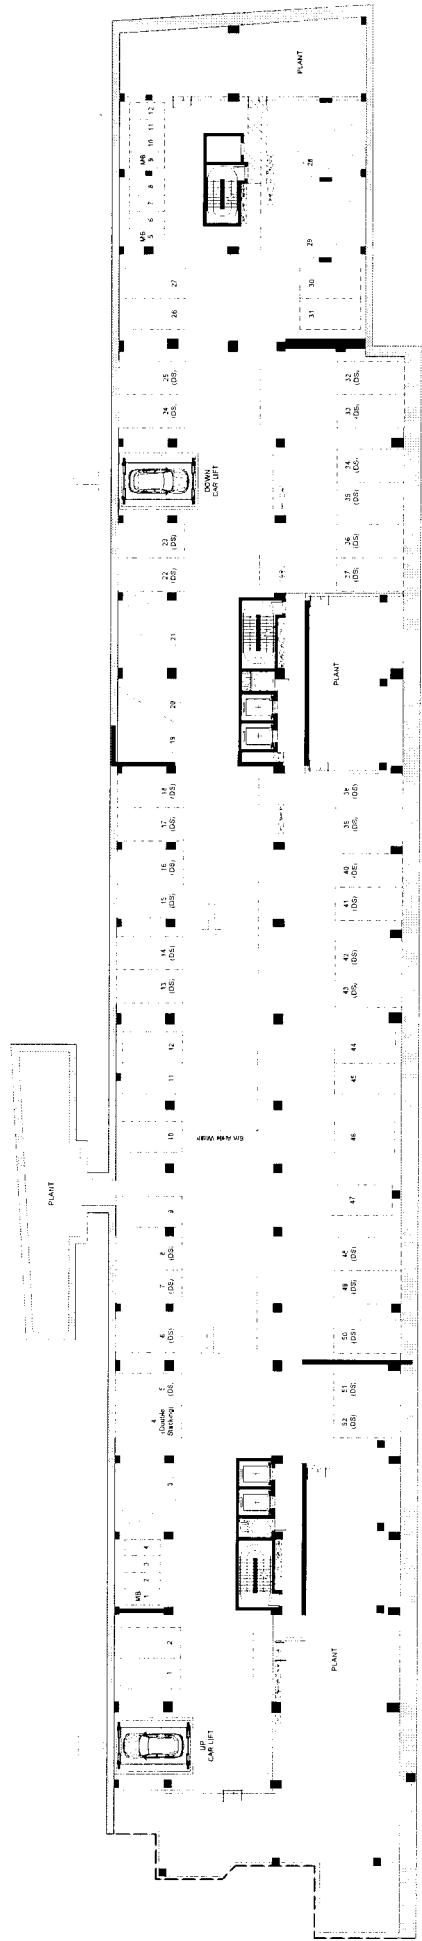 PLANT
12
11
10
9
8
7
6
5
MB
MB
28
29
30
31
27
26
25
(DS)
24
(DS)
32
(DS)
33
(DS)
34
(DS)
35
(DS)
36
(DS)
37
(DS)
DOWN
CAR LIFT
23
(DS)
22
(DS)
21
20
19
PLANT
18
(DS)
17
(DS)
16
(DS)
15
(DS)
14
(DS)
13
(DS)
38
(DS)
39
(DS)
40
(DS)
41
(DS)
42
(DS)
43
(DS)
12
11
10
9
44
45
46
47
6m Aisle Width
PLANT
8
(DS)
7
(DS)
6
(DS)
5
(DS)
4
(Double
Stacking)
3
48
(DS)
49
(DS)
50
(DS)
51
(DS)
52
(DS)
4
3
2
1
MB
2
1
PLANT
UP
CAR LIFT